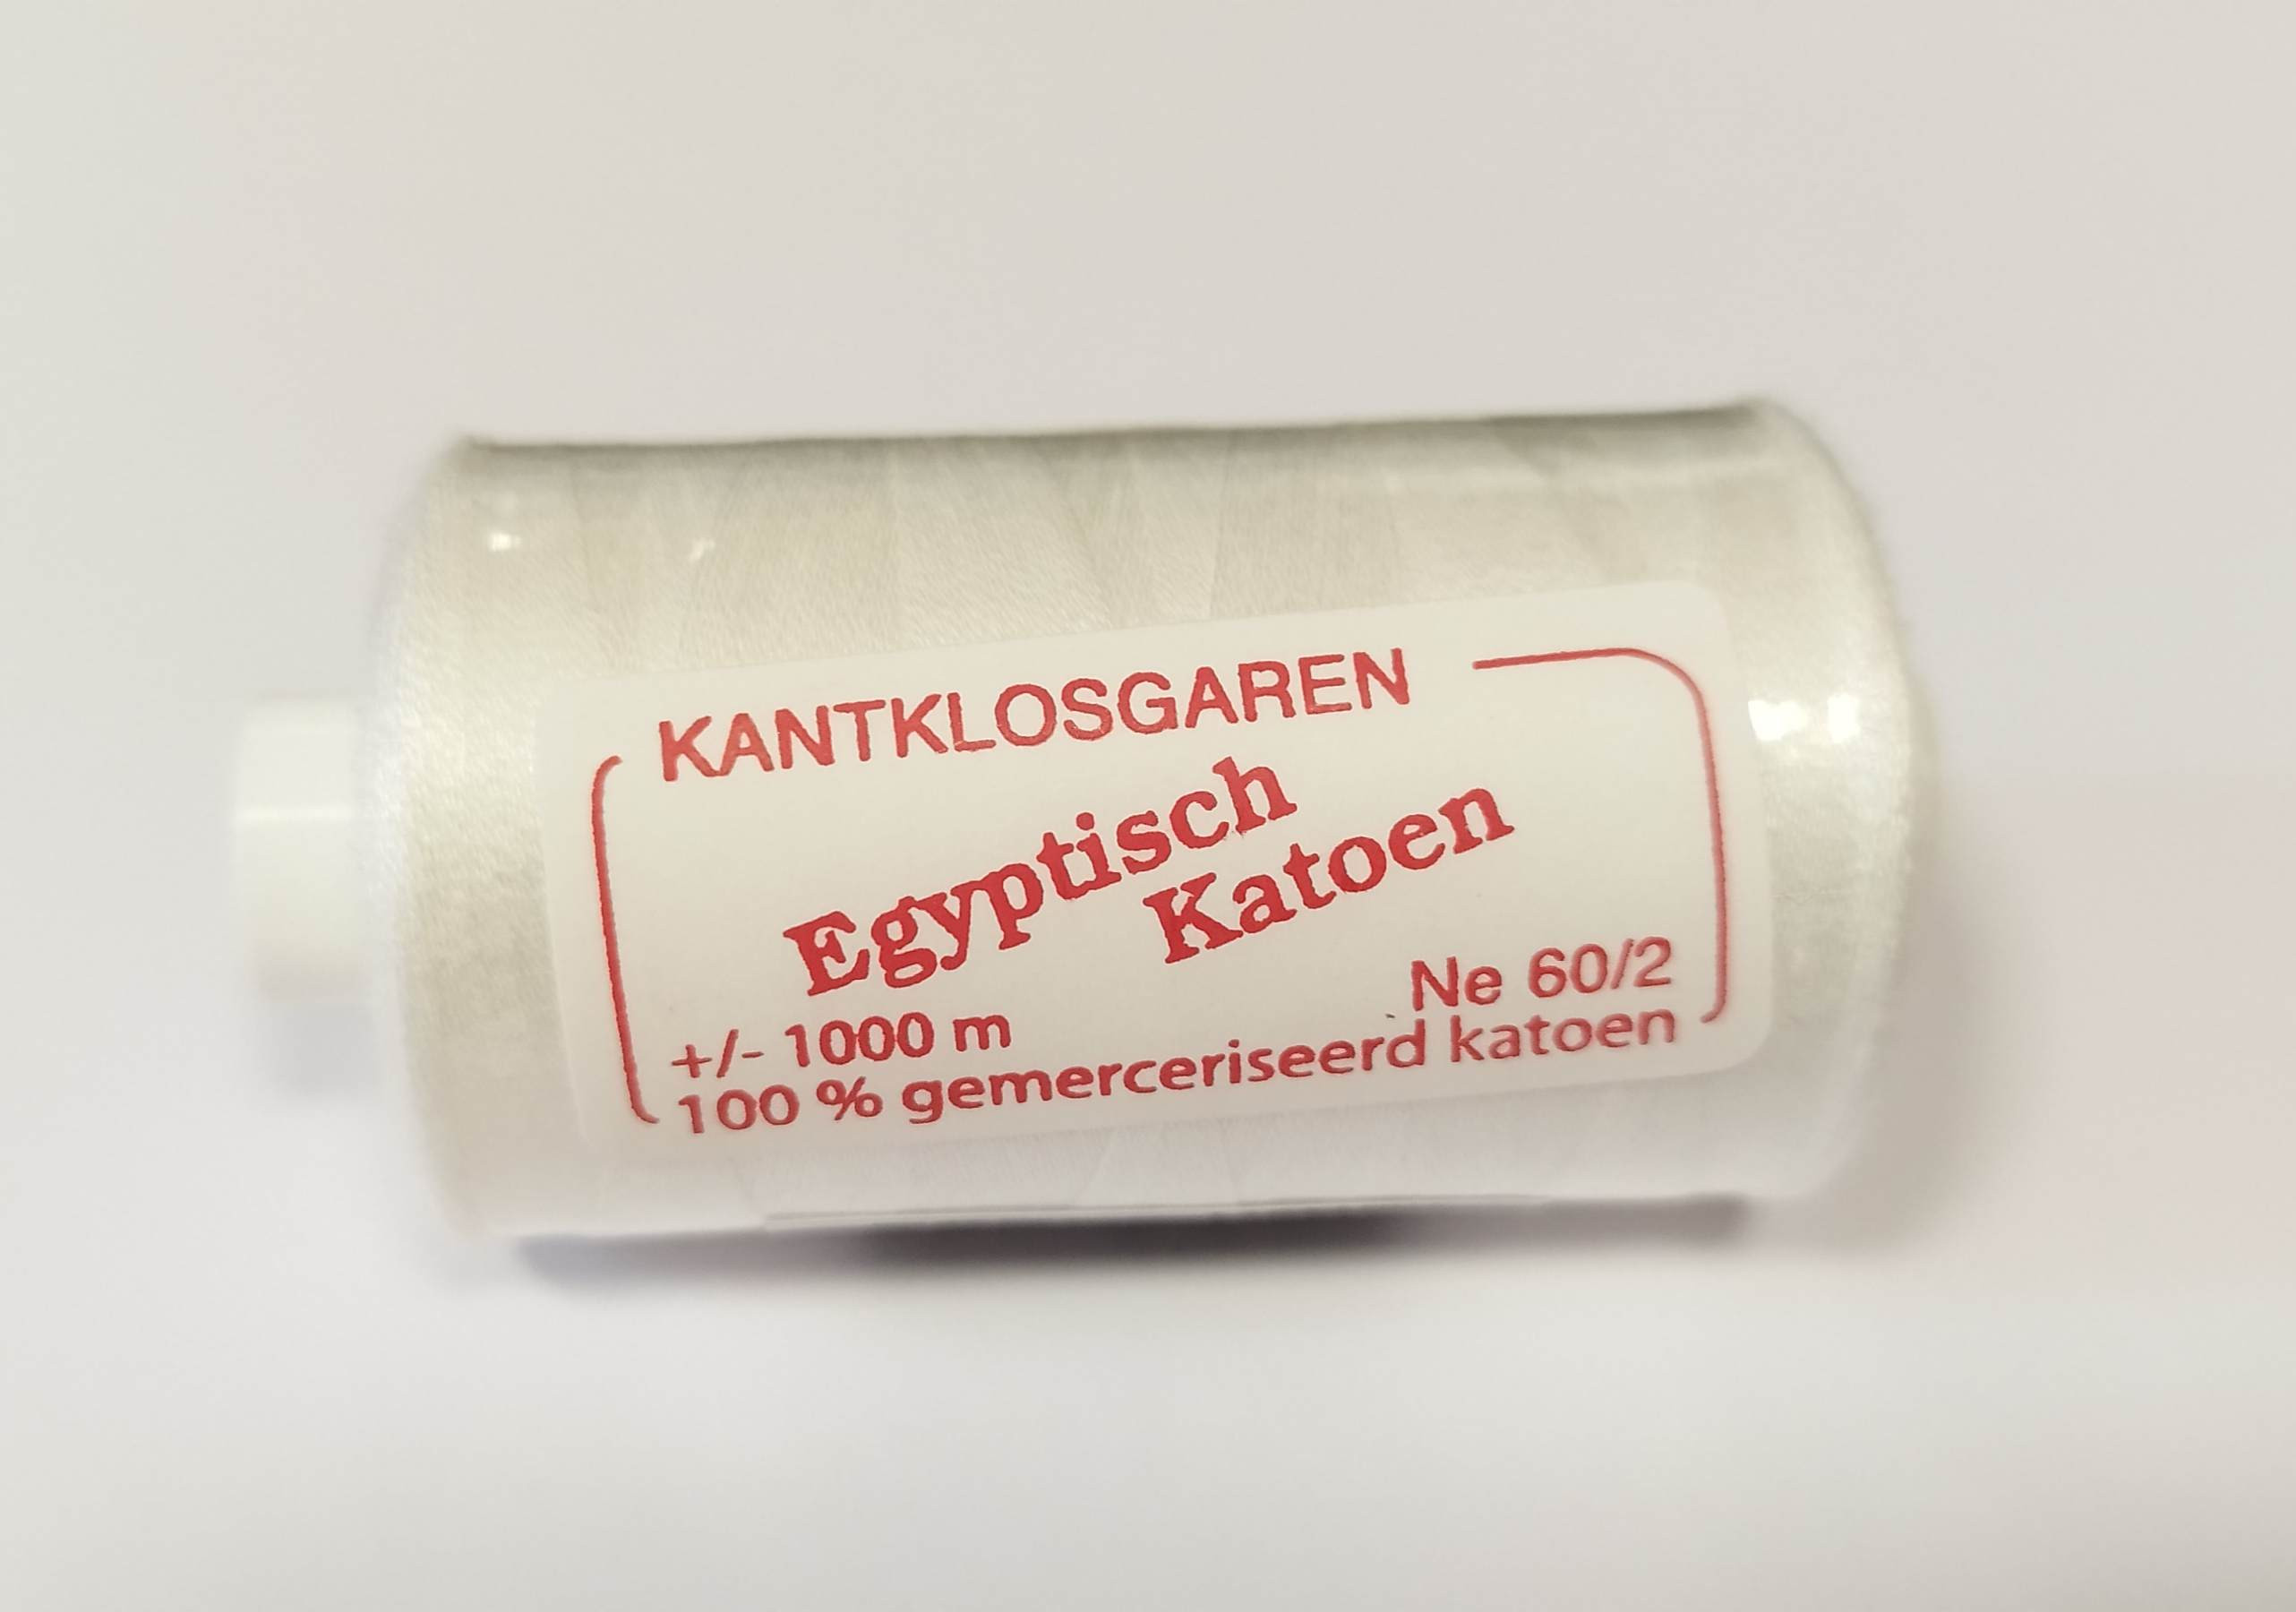 KANTKLOSGAREN
Egyptisch
Katoen
Ne 60/2
+/- 1000 m
100 % gemerceriseerd katoen